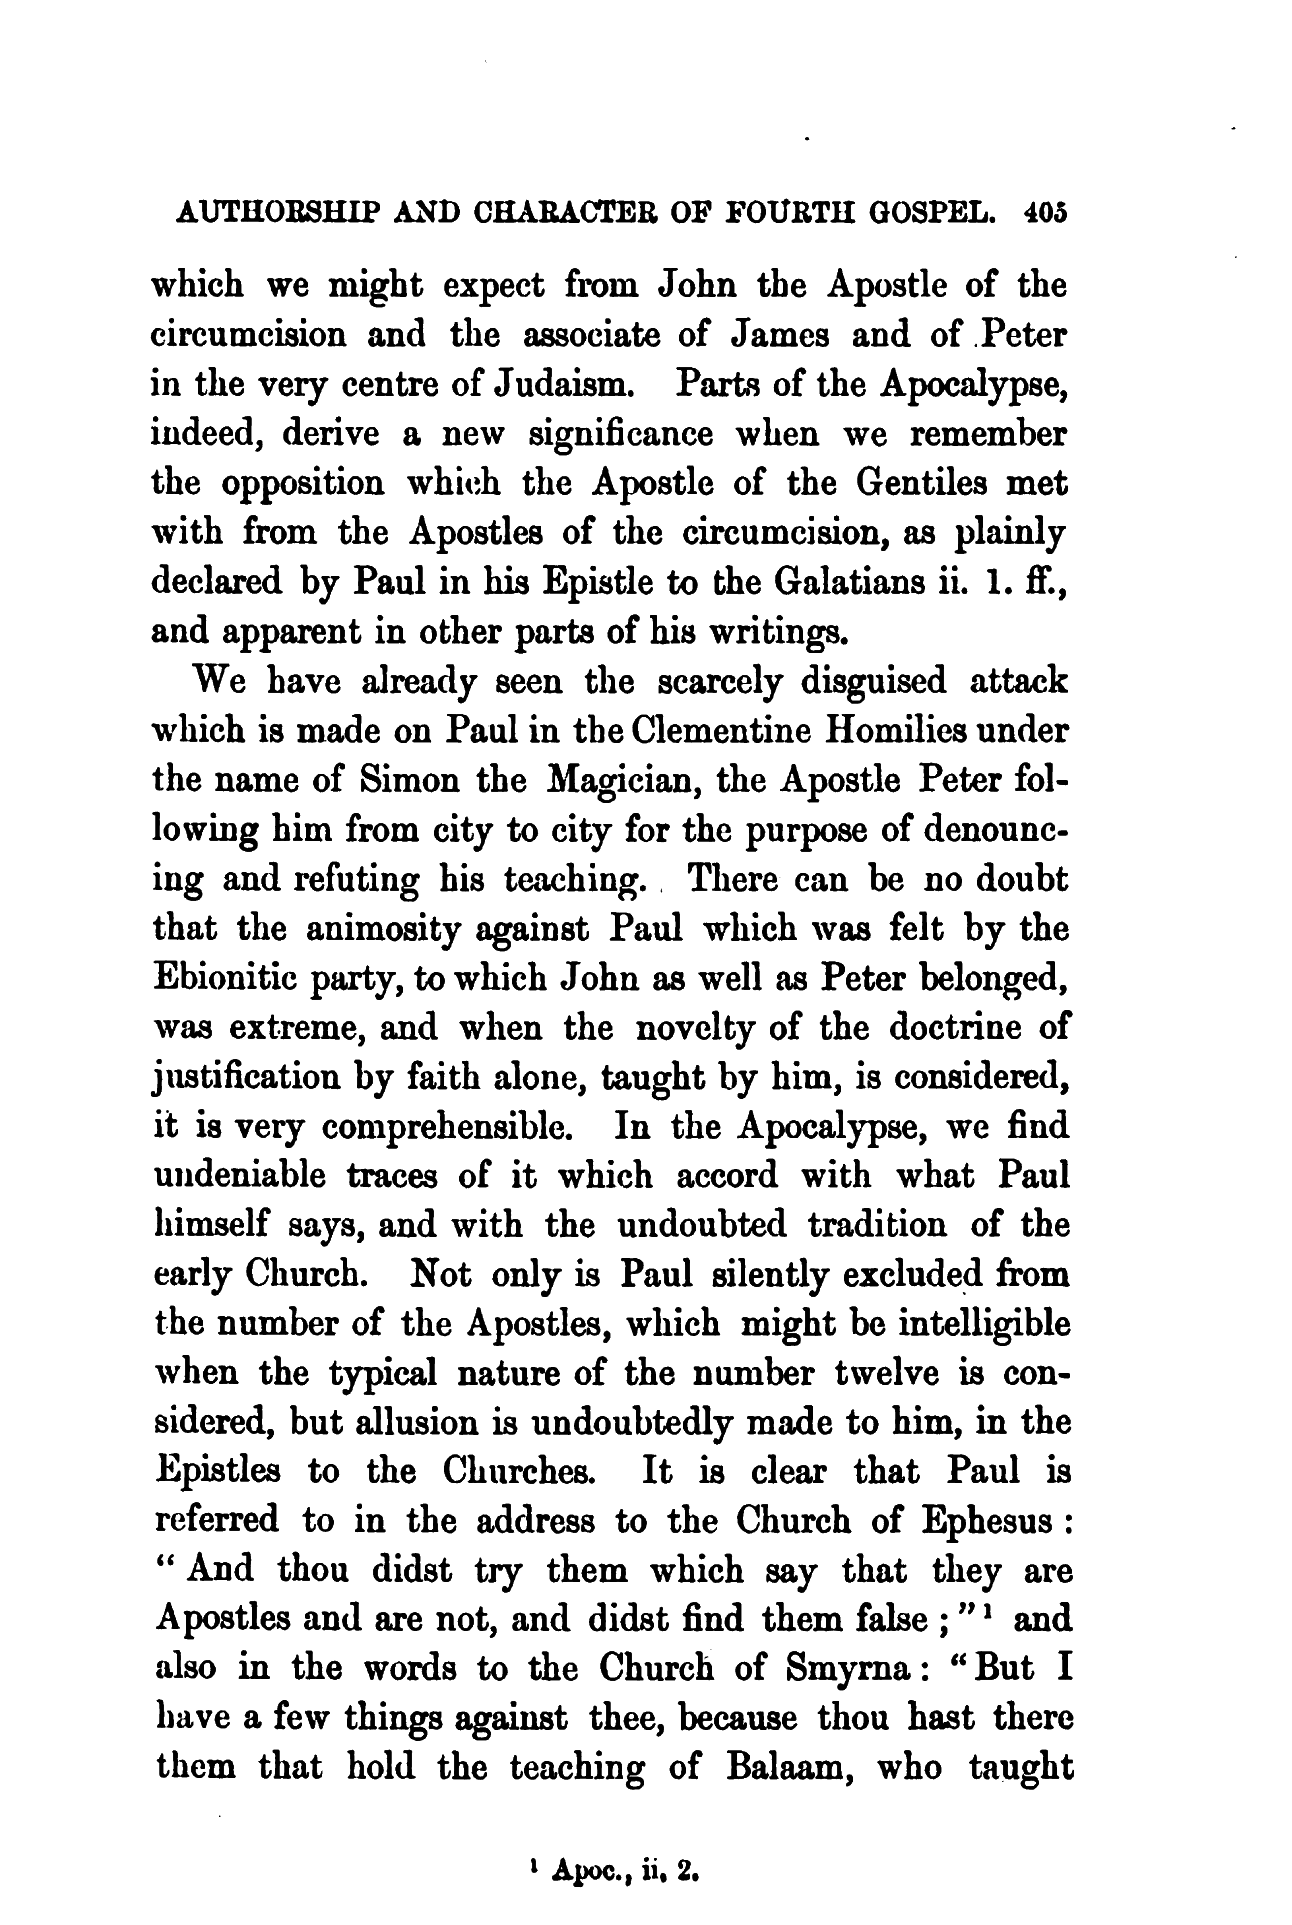 AUTHORSHIP AND CHARACTER OF FOURTH GOSPEL. 405
which we might expect from John the Apostle of the
circumcision and the associate of James and of Peter
in the very centre of Judaism. Parts of the Apocalypse,
indeed, derive a new significance when we remember
the opposition which the Apostle of the Gentiles met
with from the Apostles of the circumcision, as plainly
declared by Paul in his Epistle to the Galatians ii. 1. ff.,
and apparent in other parts of his writings.
We have already seen the scarcely disguised attack
which is made on Paul in the Clementine Homilies under
the name of Simon the Magician, the Apostle Peter fol-
lowing him from city to city for the purpose of denounc-
ing and refuting his teaching. There can be no doubt
that the animosity against Paul which was felt by the
Ebionitic party, to which John as well as Peter belonged,
was extreme, and when the novelty of the doctrine of
justification by faith alone, taught by him, is considered,
it is very comprehensible. In the Apocalypse, we find
undeniable traces of it which accord with what Paul
himself says, and with the undoubted tradition of the
early Church. Not only is Paul silently excluded from
the number of the Apostles, which might be intelligible
when the typical nature of the number twelve is con-
sidered, but allusion is undoubtedly made to him, in the
Epistles to the Churches. It is clear that Paul is
referred to in the address to the Church of Ephesus :
“ And thou didst try them which say that they are
Apostles and are not, and didst find them false ; ”¹ and
also in the words to the Church of Smyrna : “ But I
have a few things against thee, because thou hast there
them that hold the teaching of Balaam, who taught
¹ Apoc., ii, 2.